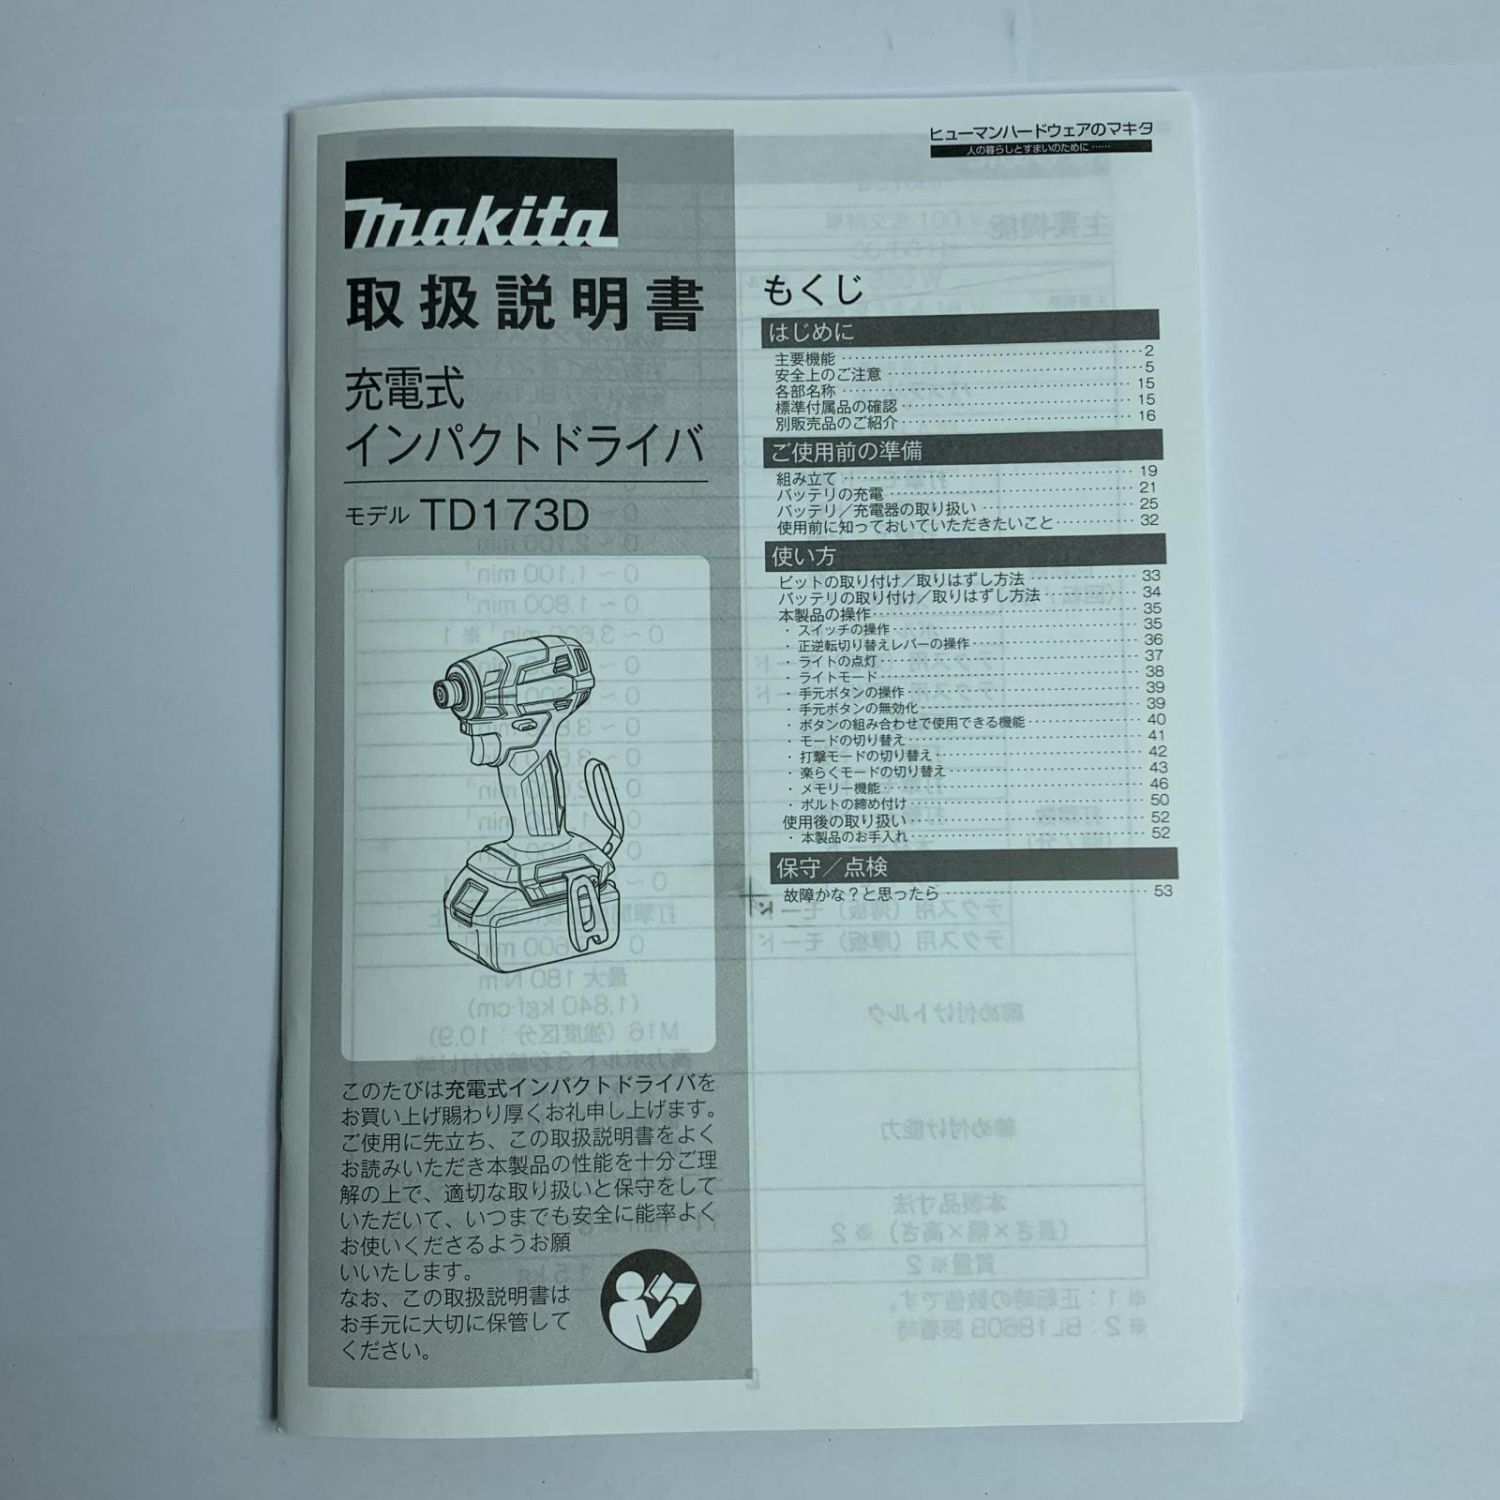 makita
取扱説明書
充電式
インパクトドライバ
モデル TD173D
このたびは充電式インパクトドライバを
お買い上げ賜わり厚くお礼申し上げます。
ご使用に先立ち、この取扱説明書をよく
お読みいただき本製品の性能を十分ご理
解の上で、適切な取り扱いと保守をして
いただいて、いつまでも安全に能率よく
お使いくださるようお願
いいたします。
なお、この取扱説明書は
お手元に大切に保管して
ください。
ヒューマンハードウェアのマキタ
人の暮らしとすまいのために……
もくじ
はじめに
主要機能 2
安全上のご注意 5
各部名称 15
標準付属品の確認 15
別販売品のご紹介 16
ご使用前の準備
組み立て 19
バッテリの充電 21
バッテリ／充電器の取り扱い 25
使用前に知っておいていただきたいこと 32
使い方
ビットの取り付け／取りはずし方法 33
バッテリの取り付け／取りはずし方法 34
本製品の操作 35
・スイッチの操作 35
・正逆転切り替えレバーの操作 36
・ライトの点灯 37
・ライトモード 38
・手元ボタンの操作 39
・手元ボタンの無効化 39
・ボタンの組み合わせで使用できる機能 40
・モードの切り替え 41
・打撃モードの切り替え 42
・楽らくモードの切り替え 43
・メモリー機能 46
・ボルトの締め付け 50
使用後の取り扱い 52
・本製品のお手入れ 52
保守／点検
故障かな？と思ったら 53